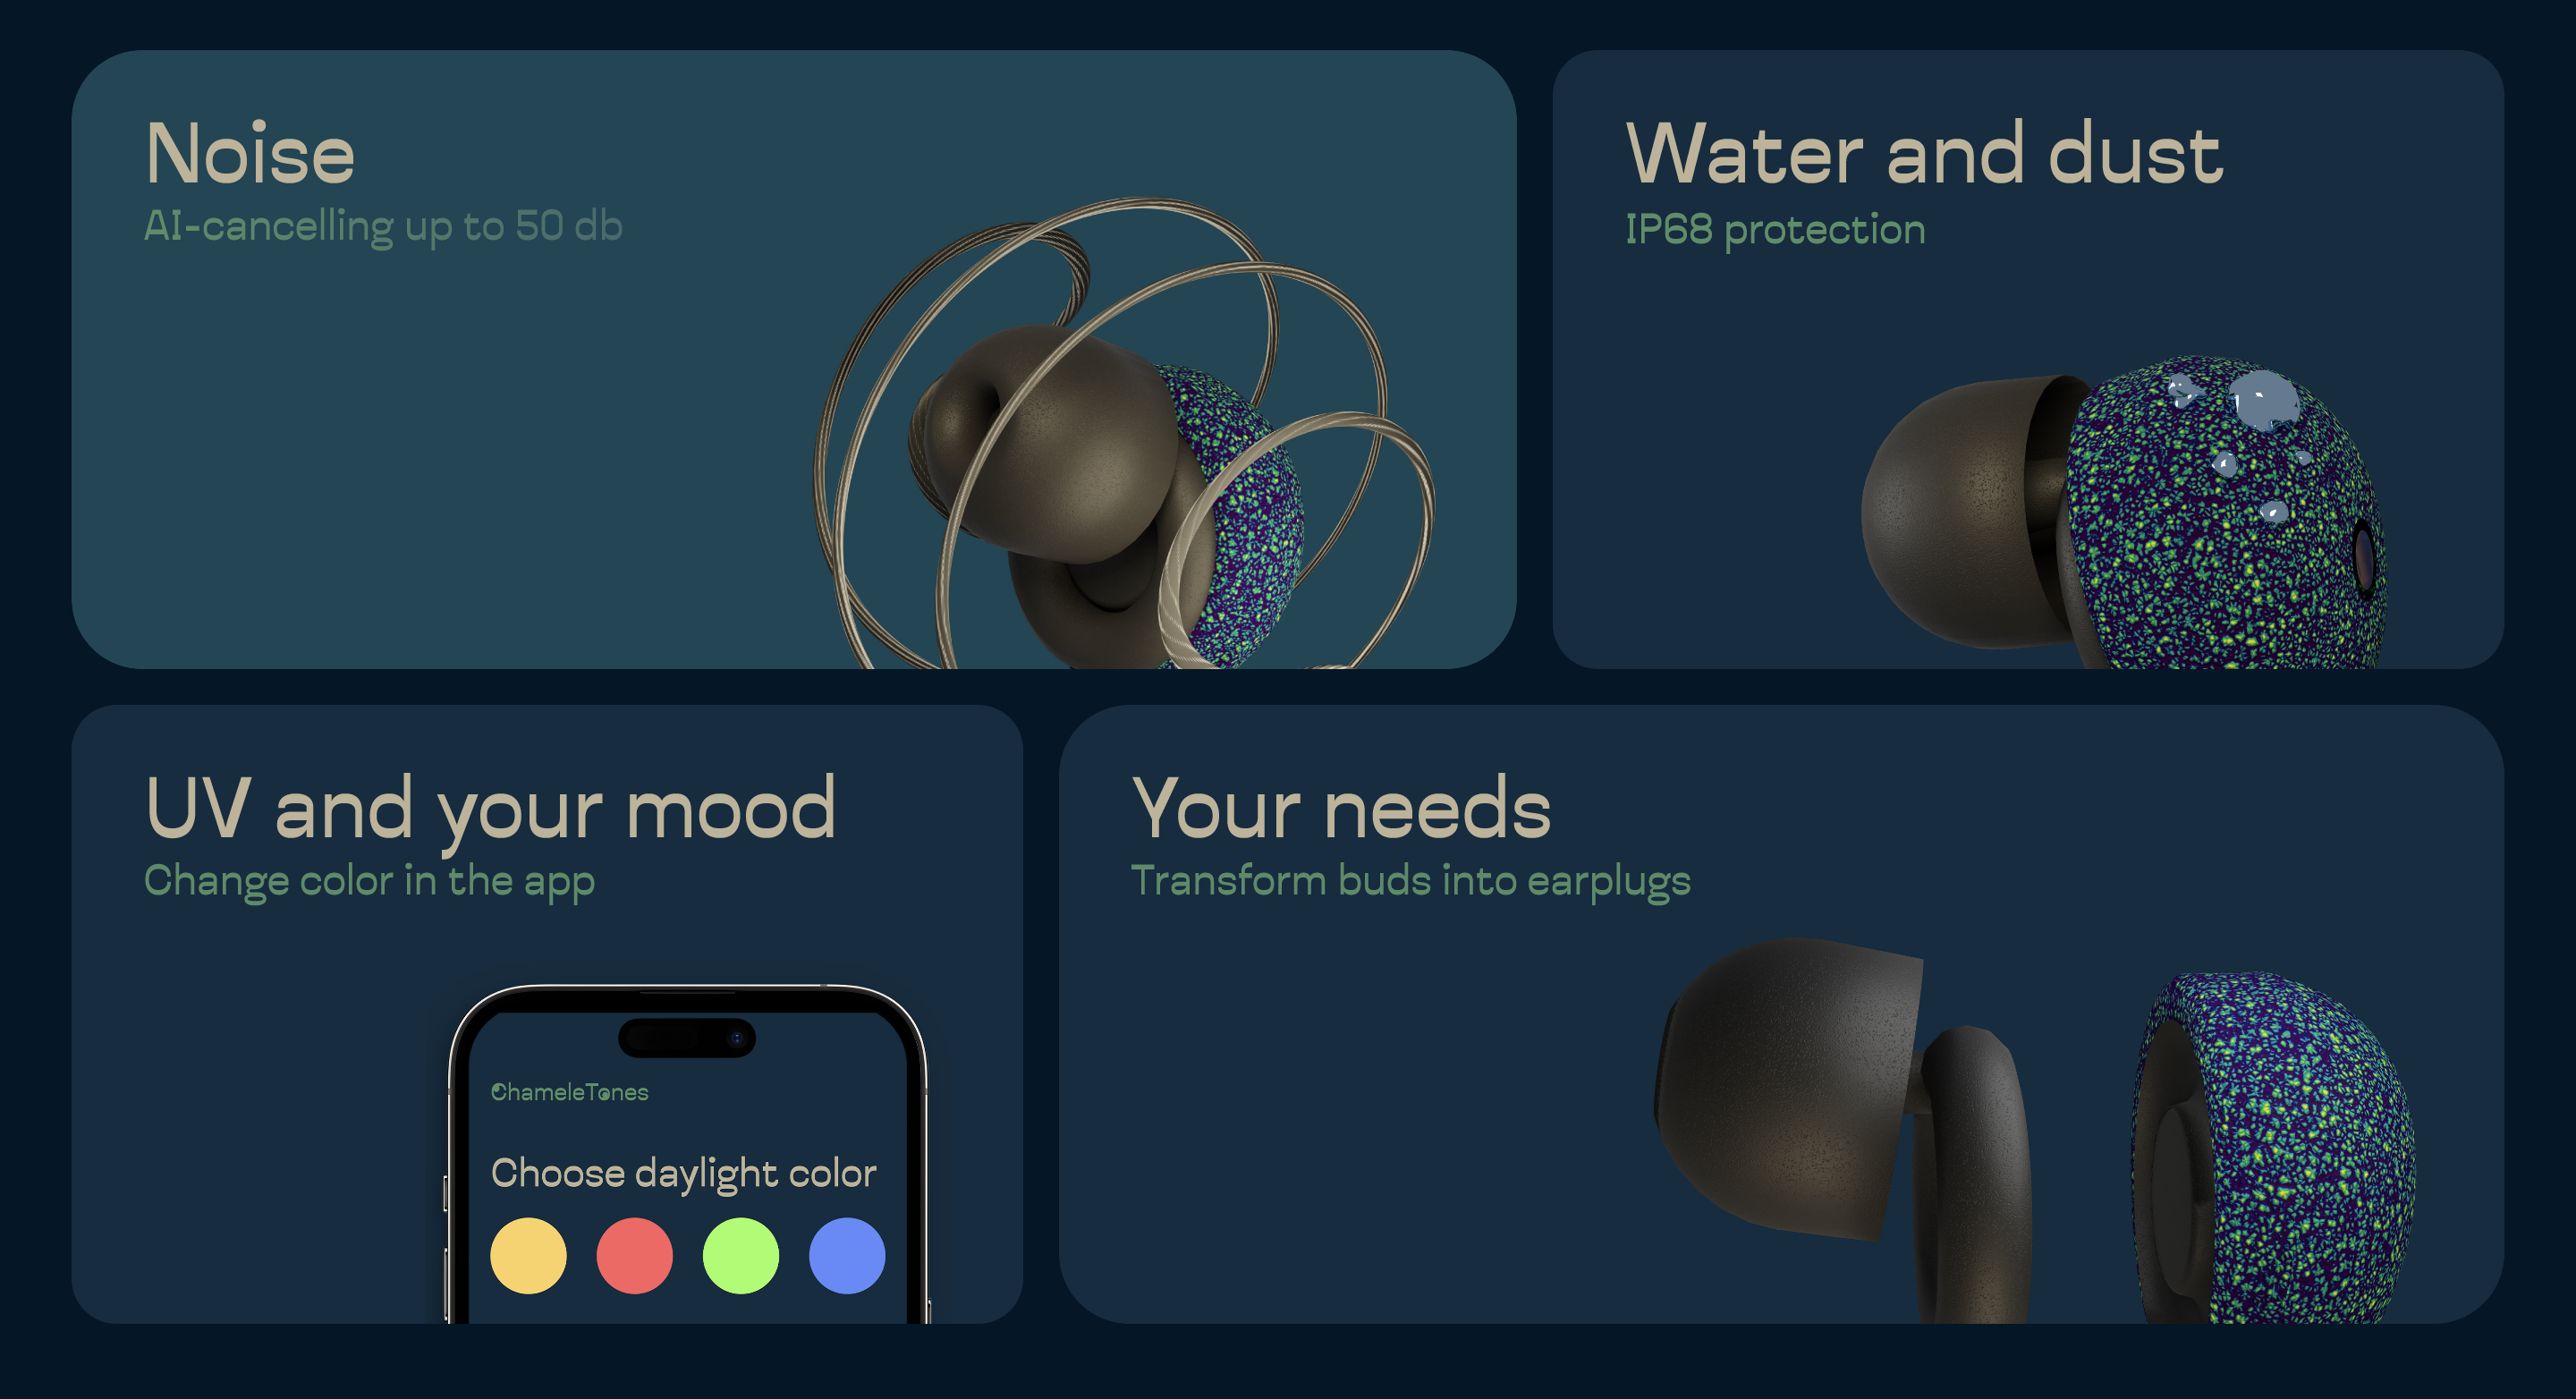 Noise
AI-cancelling up to 50 db
Water and dust
IP68 protection
UV and your mood
Change color in the app
ChameleTones
Choose daylight color
Your needs
Transform buds into earplugs